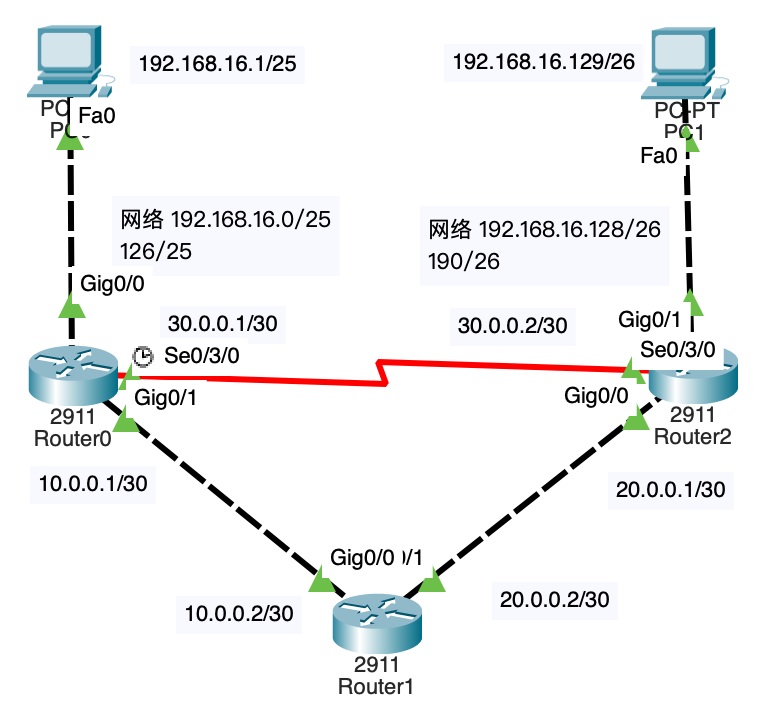 192.168.16.1/25
192.168.16.129/26
Fa0
PC-PT
PC1
Fa0
网络 192.168.16.0/25
126/25
网络 192.168.16.128/26
190/26
Gig0/0
30.0.0.1/30
30.0.0.2/30
Gig0/1
Se0/3/0
Se0/3/0
Gig0/1
Gig0/0
2911
Router0
2911
Router2
10.0.0.1/30
20.0.0.1/30
Gig0/0
/1
10.0.0.2/30
20.0.0.2/30
2911
Router1